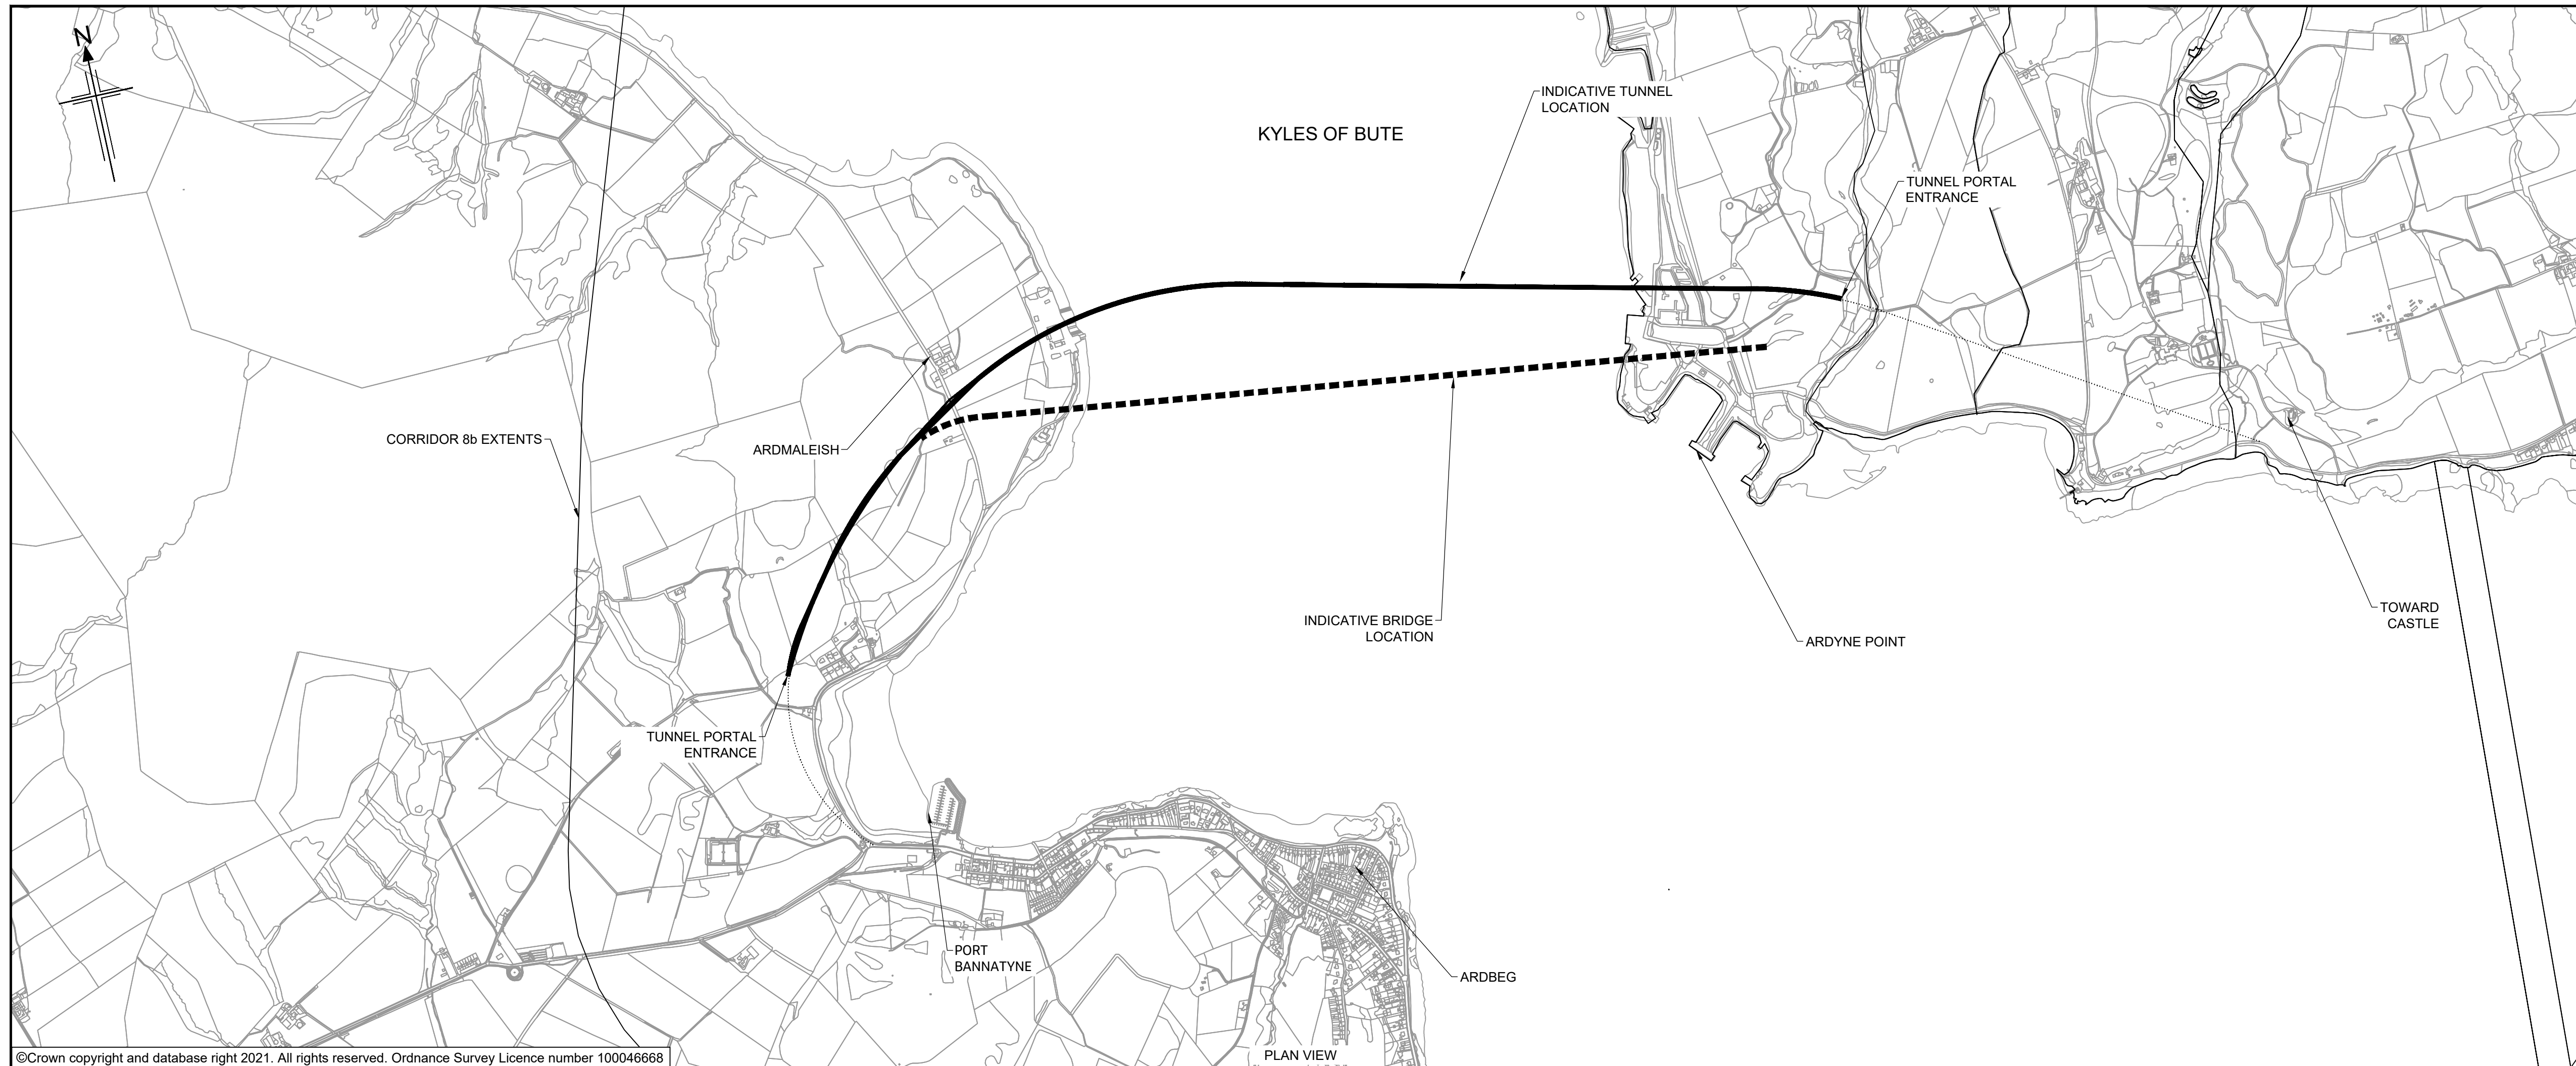 N
INDICATIVE TUNNEL
LOCATION
KYLES OF BUTE
TUNNEL PORTAL
ENTRANCE
CORRIDOR 8b EXTENTS
ARDMALEISH
INDICATIVE BRIDGE
LOCATION
ARDYNE POINT
TOWARD
CASTLE
TUNNEL PORTAL
ENTRANCE
PORT
BANNATYNE
ARDBEG
PLAN VIEW
©Crown copyright and database right 2021. All rights reserved. Ordnance Survey Licence number 100046668